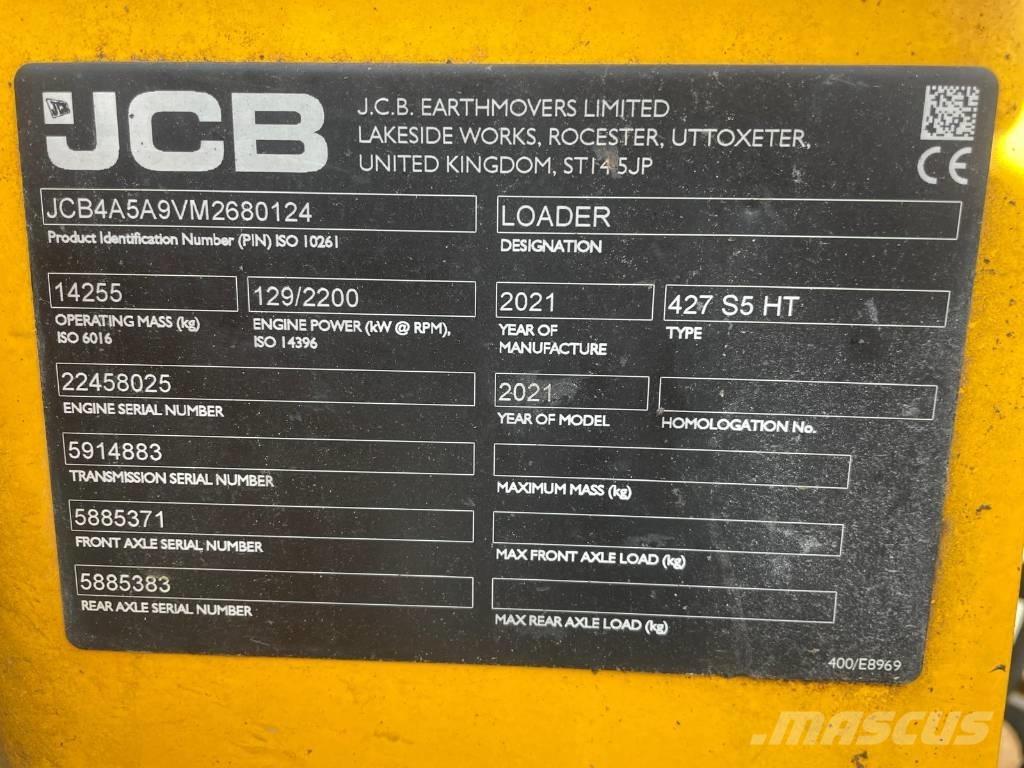 JCB
J.C.B. EARTHMOVERS LIMITED
LAKESIDE WORKS, ROCESTER, UTTOXETER,
UNITED KINGDOM, ST14 5JP
CE
JCB4A5A9VM2680124
Product Identification Number (PIN) ISO 10261
LOADER
DESIGNATION
14255
OPERATING MASS (kg)
ISO 6016
129/2200
ENGINE POWER (kW @ RPM),
ISO 14396
2021
YEAR OF
MANUFACTURE
427 S5 HT
TYPE
22458025
ENGINE SERIAL NUMBER
2021
YEAR OF MODEL
HOMOLOGATION No.
5914883
TRANSMISSION SERIAL NUMBER
MAXIMUM MASS (kg)
5885371
FRONT AXLE SERIAL NUMBER
MAX FRONT AXLE LOAD (kg)
5885383
REAR AXLE SERIAL NUMBER
MAX REAR AXLE LOAD (kg)
400/E8969
MASCUS